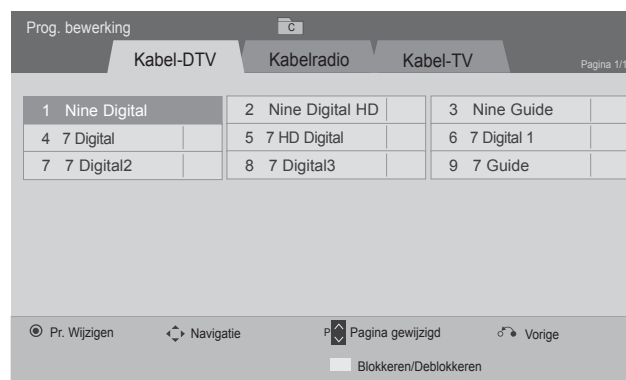 Prog. bewerking
C
Kabel-DTV Kabelradio Kabel-TV Pagina 1/1
1 Nine Digital 2 Nine Digital HD 3 Nine Guide
4 7 Digital 5 7 HD Digital 6 7 Digital 1
7 7 Digital2 8 7 Digital3 9 7 Guide
Pr. Wijzigen Navigatie P Pagina gewijzigd Vorige
Blokkeren/Deblokkeren